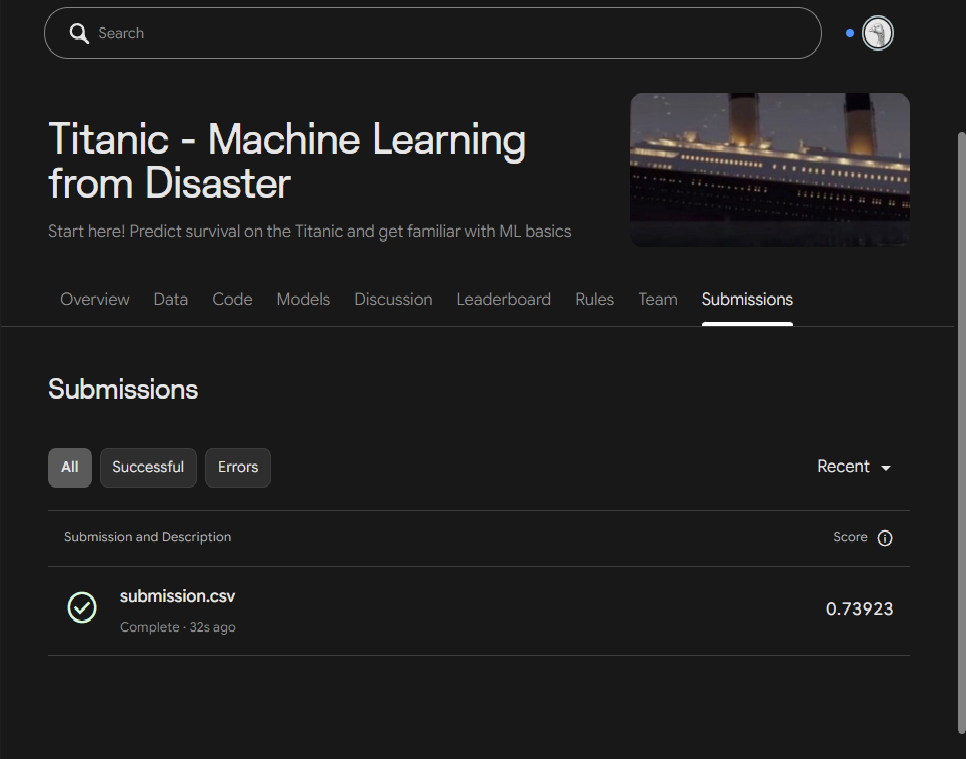 Search
Titanic - Machine Learning
from Disaster
Start here! Predict survival on the Titanic and get familiar with ML basics
Overview Data Code Models Discussion Leaderboard Rules Team Submissions
Submissions
All Successful Errors Recent
Submission and Description Score
submission.csv
Complete · 32s ago
0.73923